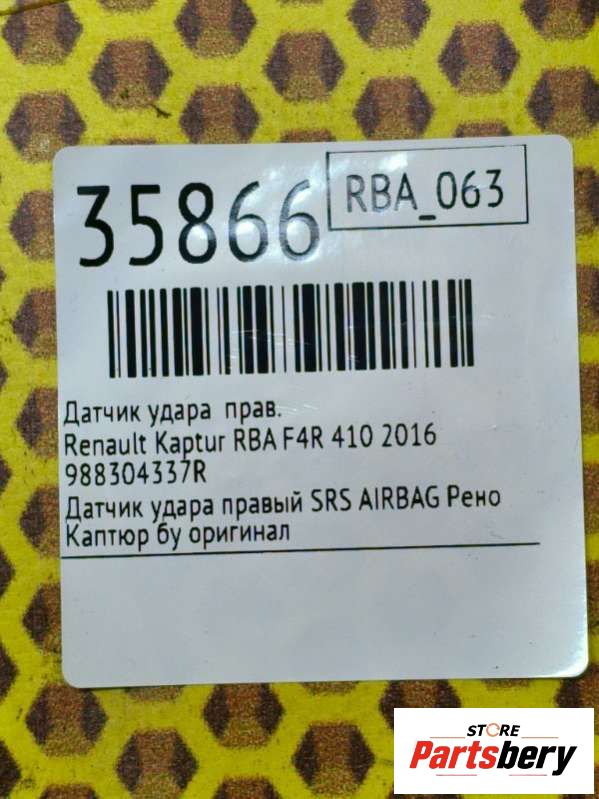 35866
RBA_063
Датчик удара прав.
Renault Kaptur RBA F4R 410 2016
988304337R
Датчик удара правый SRS AIRBAG Рено
Каптюр бу оригинал
STORE
Partsbery